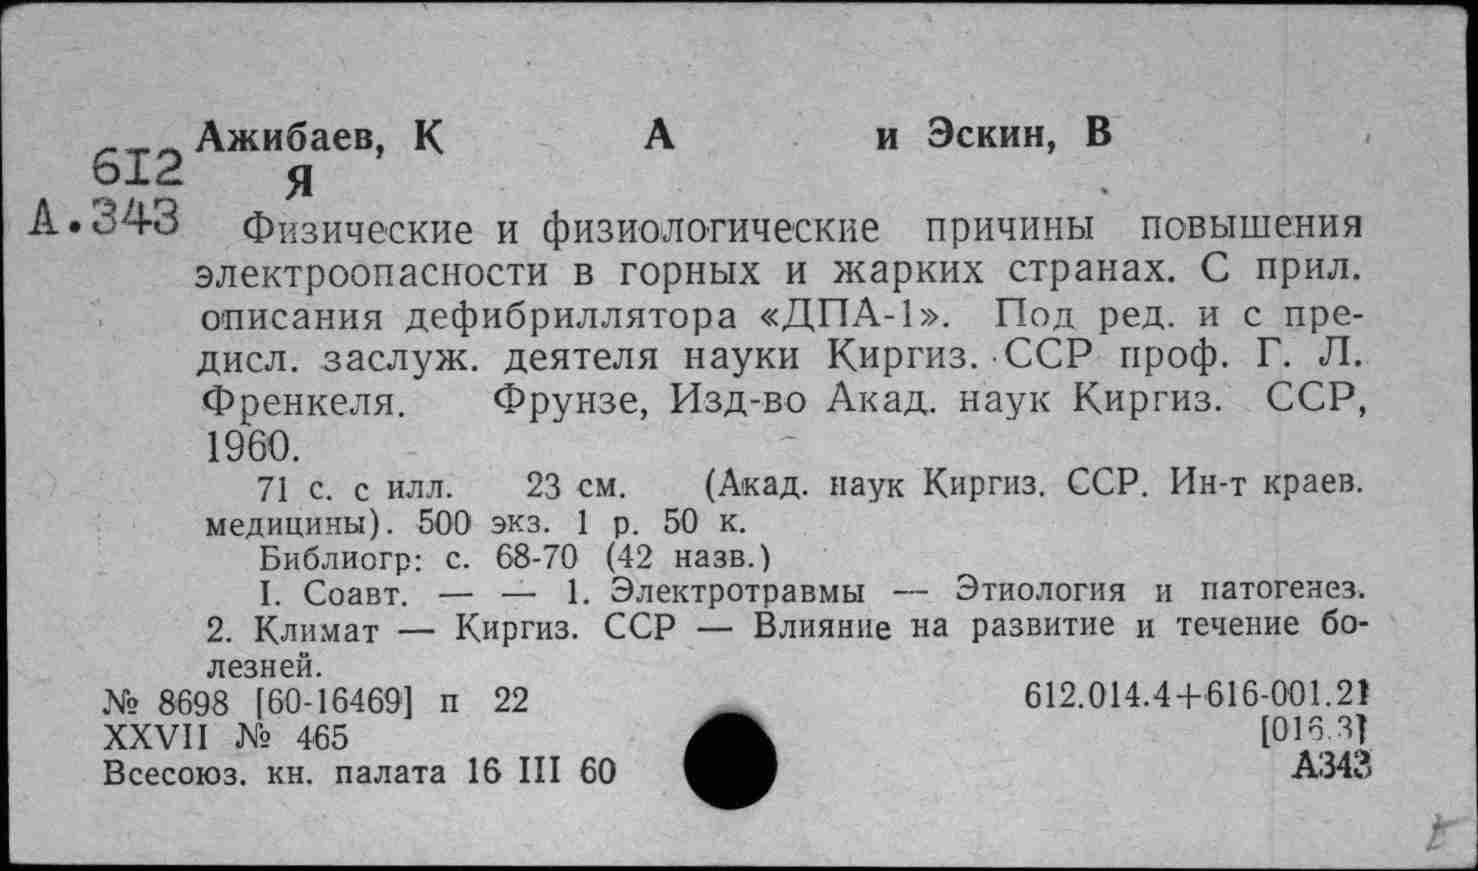 Ажибаев, К А и Эскин, В
612 Я
А.343 Физические и физиологические причины повышения
электроопасности в горных и жарких странах. С прил.
описания дефибриллятора «ДПА-1». Под ред. и с пре-
дисл. заслуж. деятеля науки Киргиз. ССР проф. Г. Л.
Френкеля. Фрунзе, Изд-во Акад. наук Киргиз. ССР,
1960.
71 с. с илл. 23 см. (Акад. наук Киргиз. ССР. Ин-т краев.
медицины). 500 экз. 1 р. 50 к.
Библиогр: с. 68-70 (42 назв.)
I. Соавт. — — 1. Электротравмы — Этиология и патогенез.
2. Климат — Киргиз. ССР — Влияние на развитие и течение бо-
лезней.
№ 8698 [60-16469] п 22 612.014.4+616-001.21
XXVII № 465 [016.3]
Всесоюз. кн. палата 16 III 60 А343